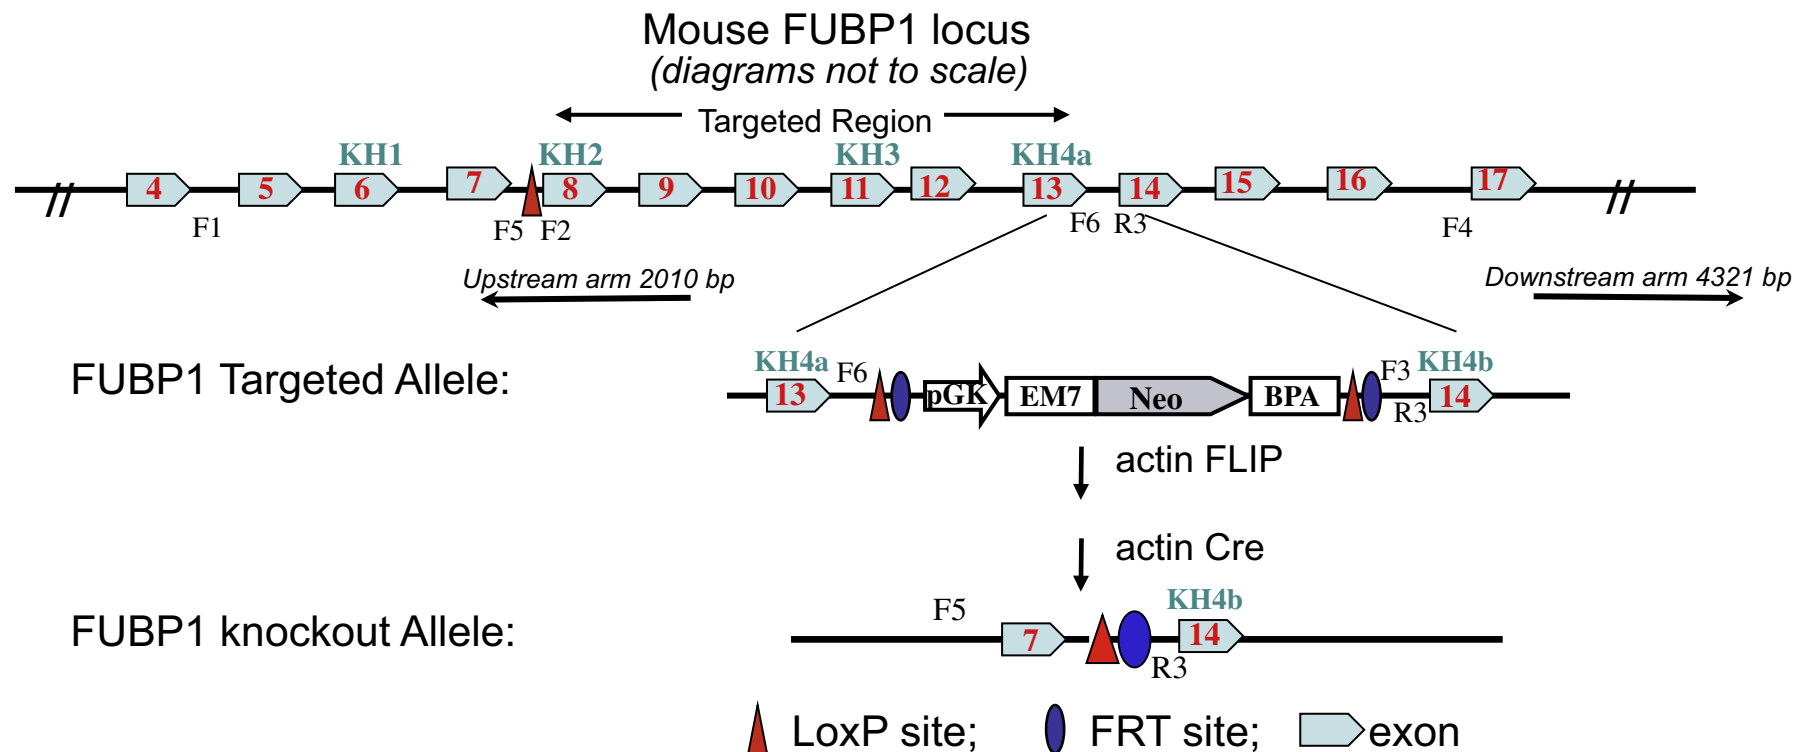 Mouse FUBP1 locus
(diagrams not to scale)
Targeted Region
KH1 KH2 KH3 KH4a
4 5 6 7 8 9 10 11 12 13 14 15 16 17
// //
F1 F5 F2 F6 R3 F4
Upstream arm 2010 bp Downstream arm 4321 bp
FUBP1 Targeted Allele:
KH4a F6 F3 KH4b
13 pGK EM7 Neo BPA R3 14
actin FLIP
actin Cre
FUBP1 knockout Allele:
F5 KH4b
7 14
R3
LoxP site; FRT site; exon